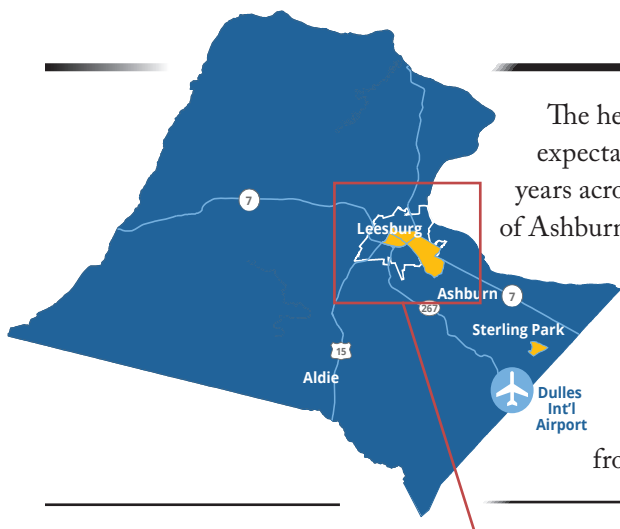 The he
expecta
years acro
of Ashburn
7
Leesburg
Ashburn
7
267
Sterling Park
15
Aldie
Dulles
Int'l
Airport
fro